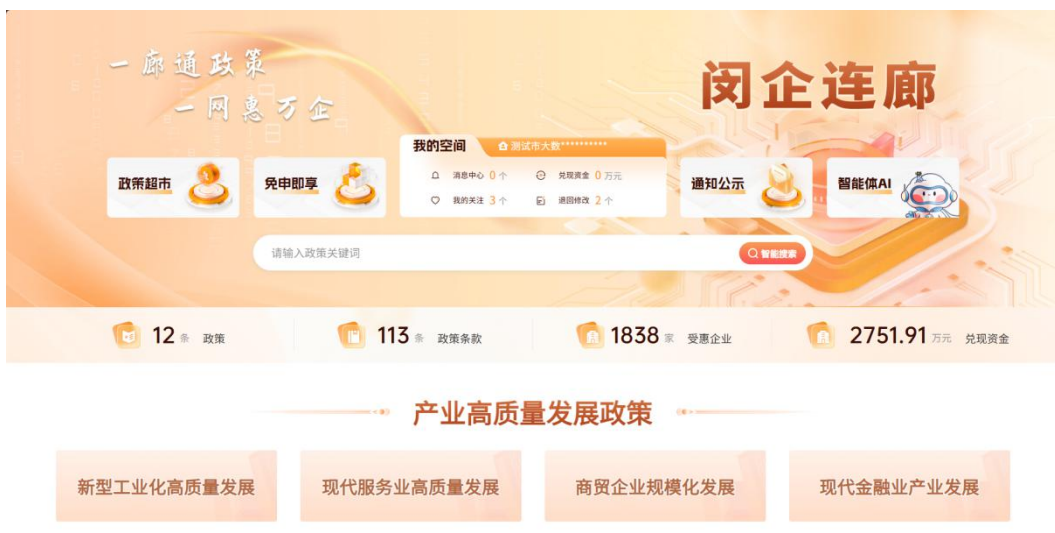 一廊通政策
一网惠万企
闵企连廊
政策超市
免申即享
我的空间 测试市大数**********
消息中心 0 个 兑现资金 0 万元
我的关注 3 个 退回修改 2 个
通知公示
智能体AI
请输入政策关键词 智能搜索
12 条 政策 113 条 政策条款 1838 家 受惠企业 2751.91 万元 兑现资金
产业高质量发展政策
新型工业化高质量发展 现代服务业高质量发展 商贸企业规模化发展 现代金融业产业发展